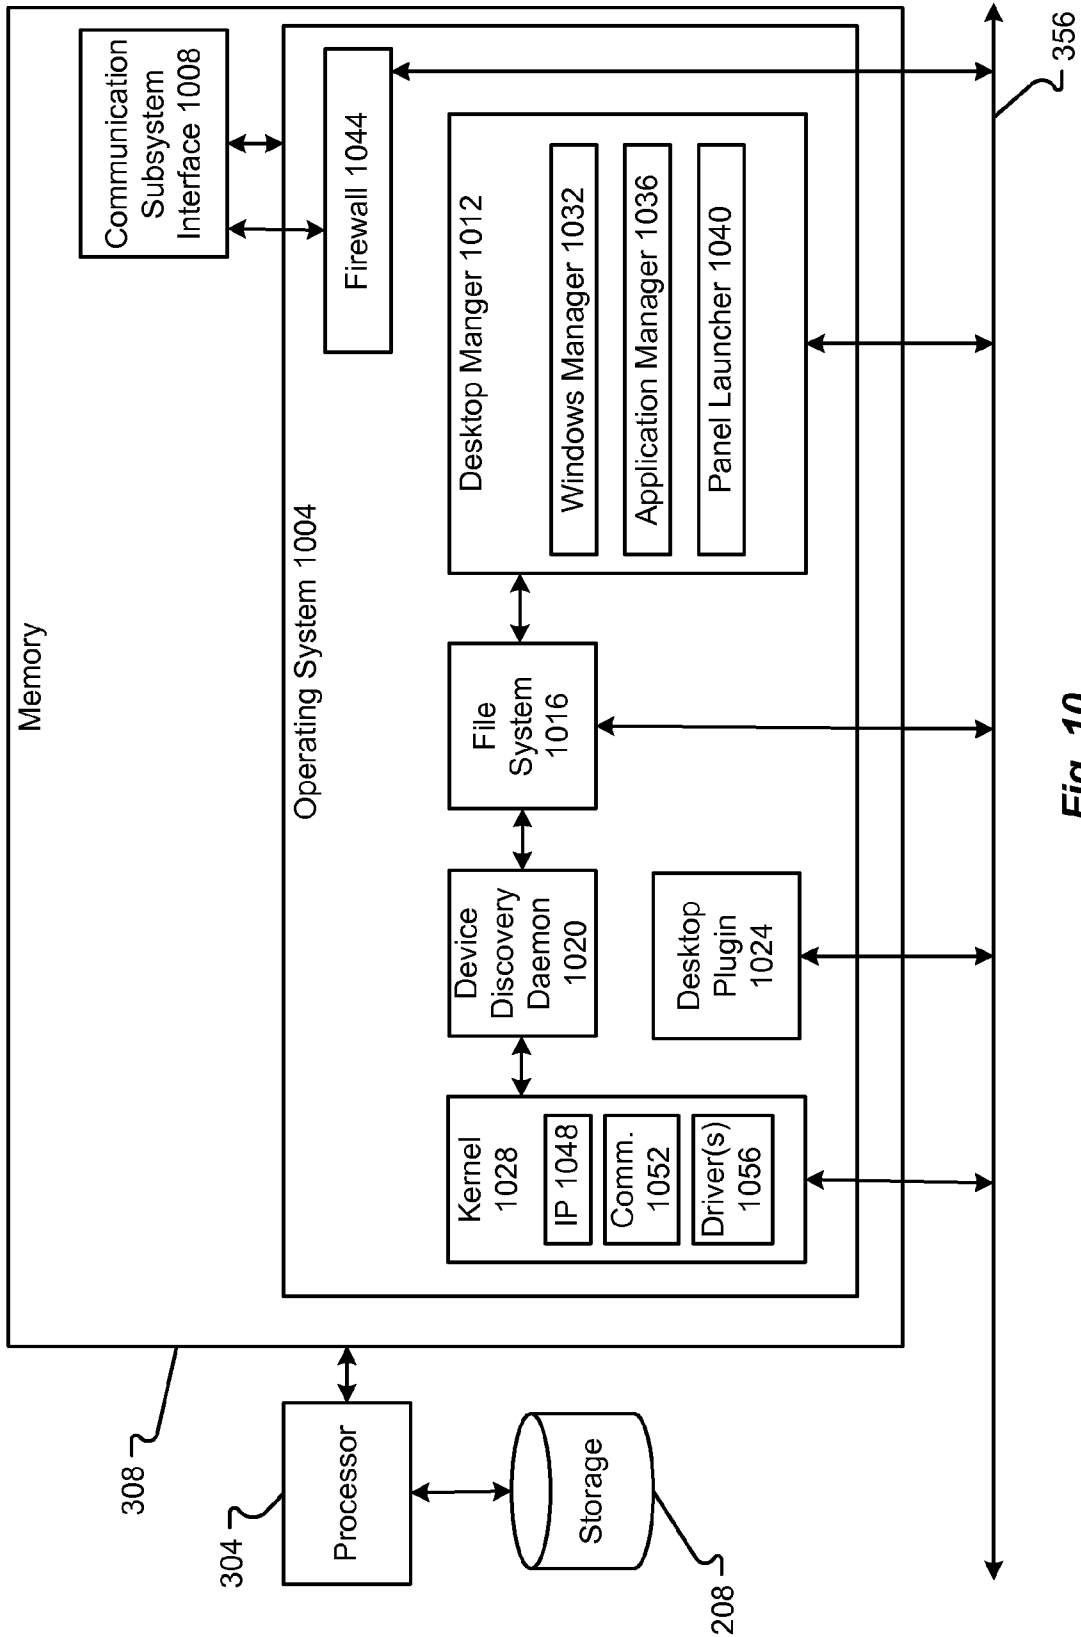 Memory
308
304
Processor
Storage
208
Communication
Subsystem
Interface 1008
Operating System 1004
Firewall 1044
Kernel
1028
IP 1048
Comm.
1052
Driver(s)
1056
Device
Discovery
Daemon
1020
Desktop
Plugin
1024
File
System
1016
Desktop Manger 1012
Windows Manager 1032
Application Manager 1036
Panel Launcher 1040
356
Fig. 10